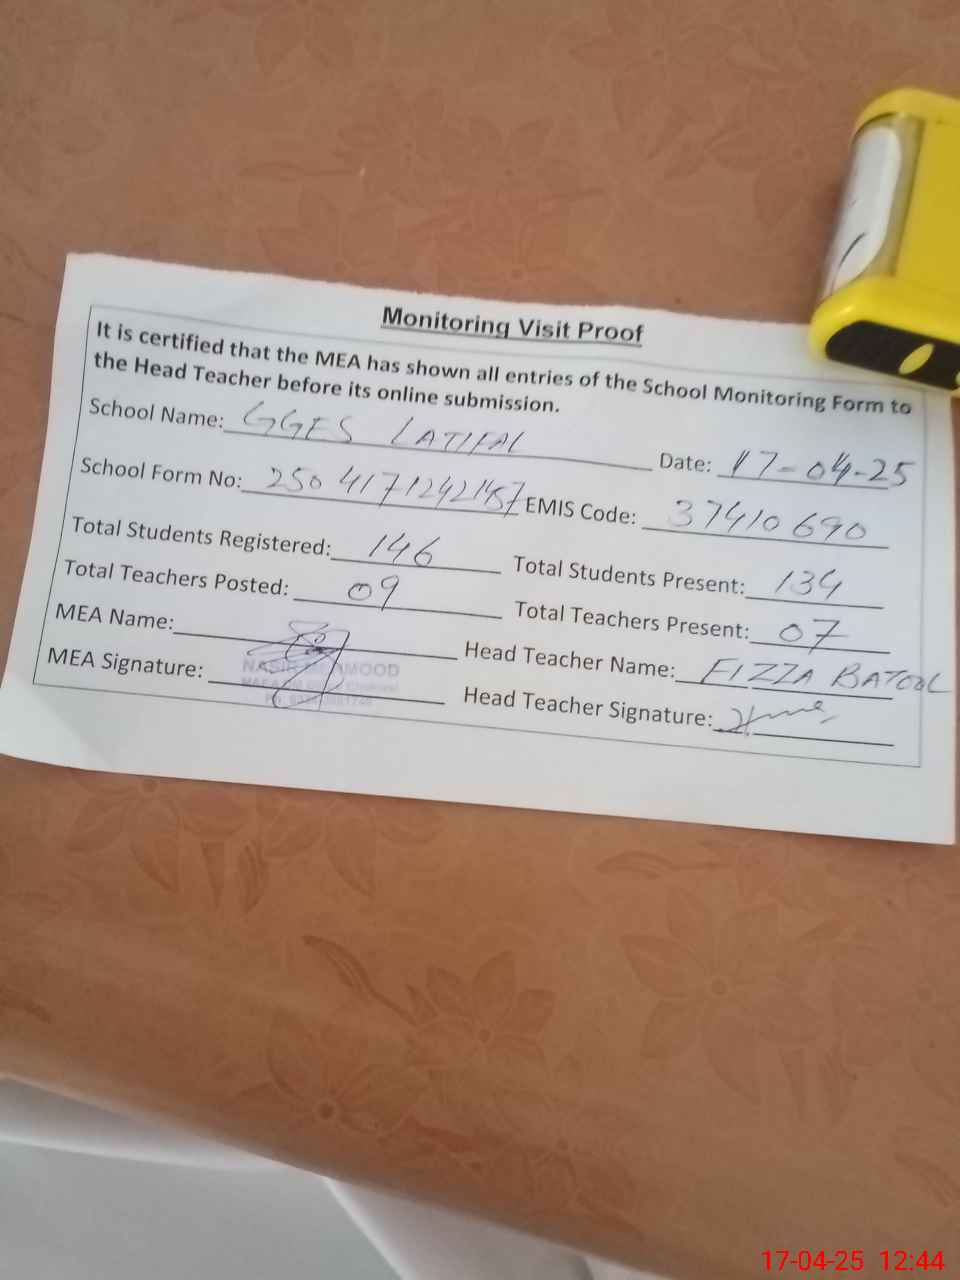 Monitoring Visit Proof
It is certified that the MEA has shown all entries of the School Monitoring Form to
the Head Teacher before its online submission.
School Name: GGES LATIFAL Date: 17-04-25
School Form No: EMIS Code: 37410690
Total Students Registered: 146 Total Students Present: 134
Total Teachers Posted: 09 Total Teachers Present: 07
MEA Name: Head Teacher Name: FIZZA BATOOL
MEA Signature: Head Teacher Signature:
17-04-25 12:44